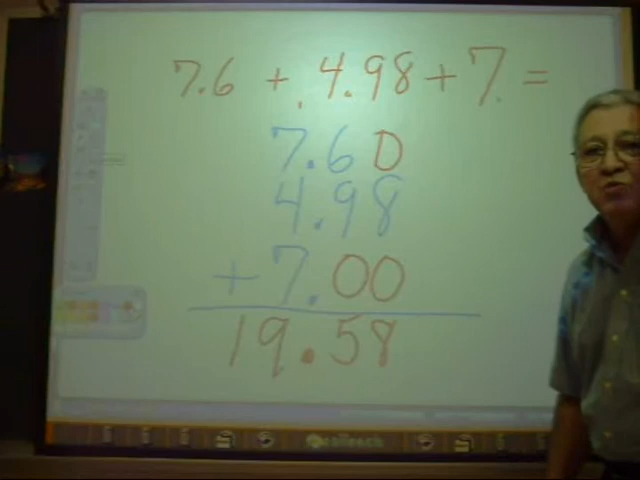 7.6 + 4.98 + 7. =
7.60
4.98
+ 7.00
19.58